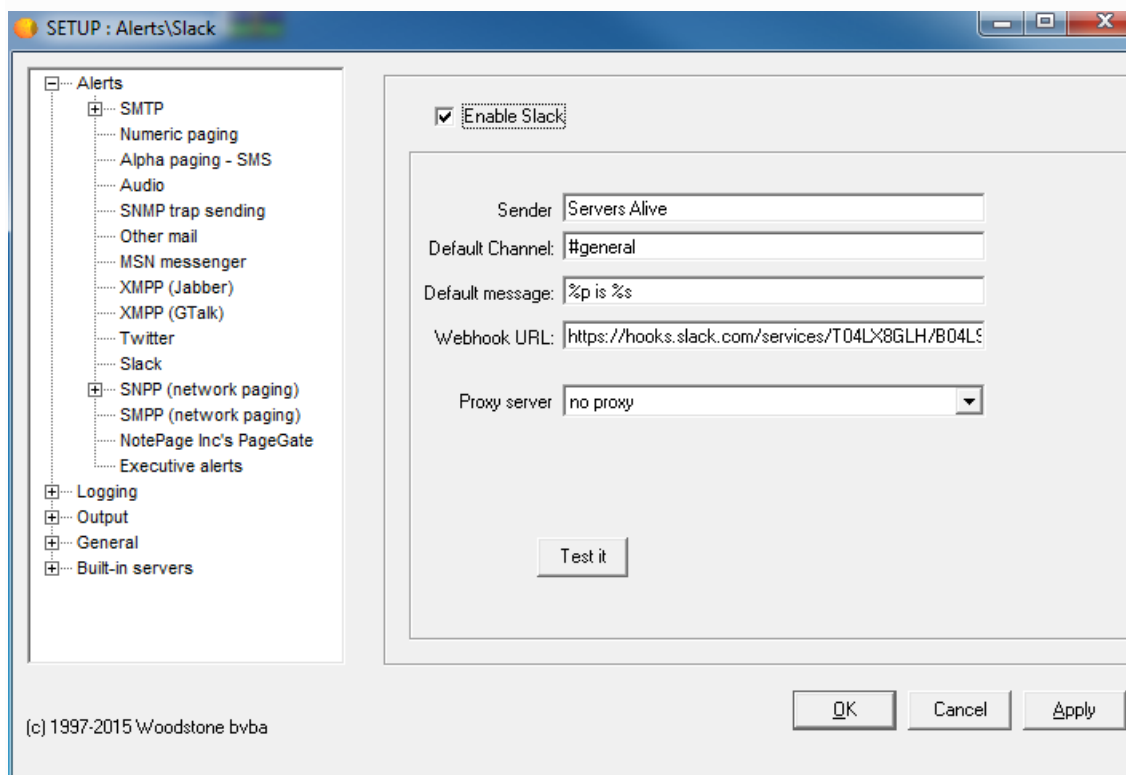 SETUP : Alerts\Slack
Alerts
SMTP
Numeric paging
Alpha paging - SMS
Audio
SNMP trap sending
Other mail
MSN messenger
XMPP (Jabber)
XMPP (GTalk)
Twitter
Slack
SNPP (network paging)
SMPP (network paging)
NotePage Inc's PageGate
Executive alerts
Logging
Output
General
Built-in servers
Enable Slack
Sender Servers Alive
Default Channel: #general
Default message: %p is %s
Webhook URL: https://hooks.slack.com/services/T04LX8GLH/B04LS
Proxy server no proxy
Test it
(c) 1997-2015 Woodstone bvba
OK Cancel Apply